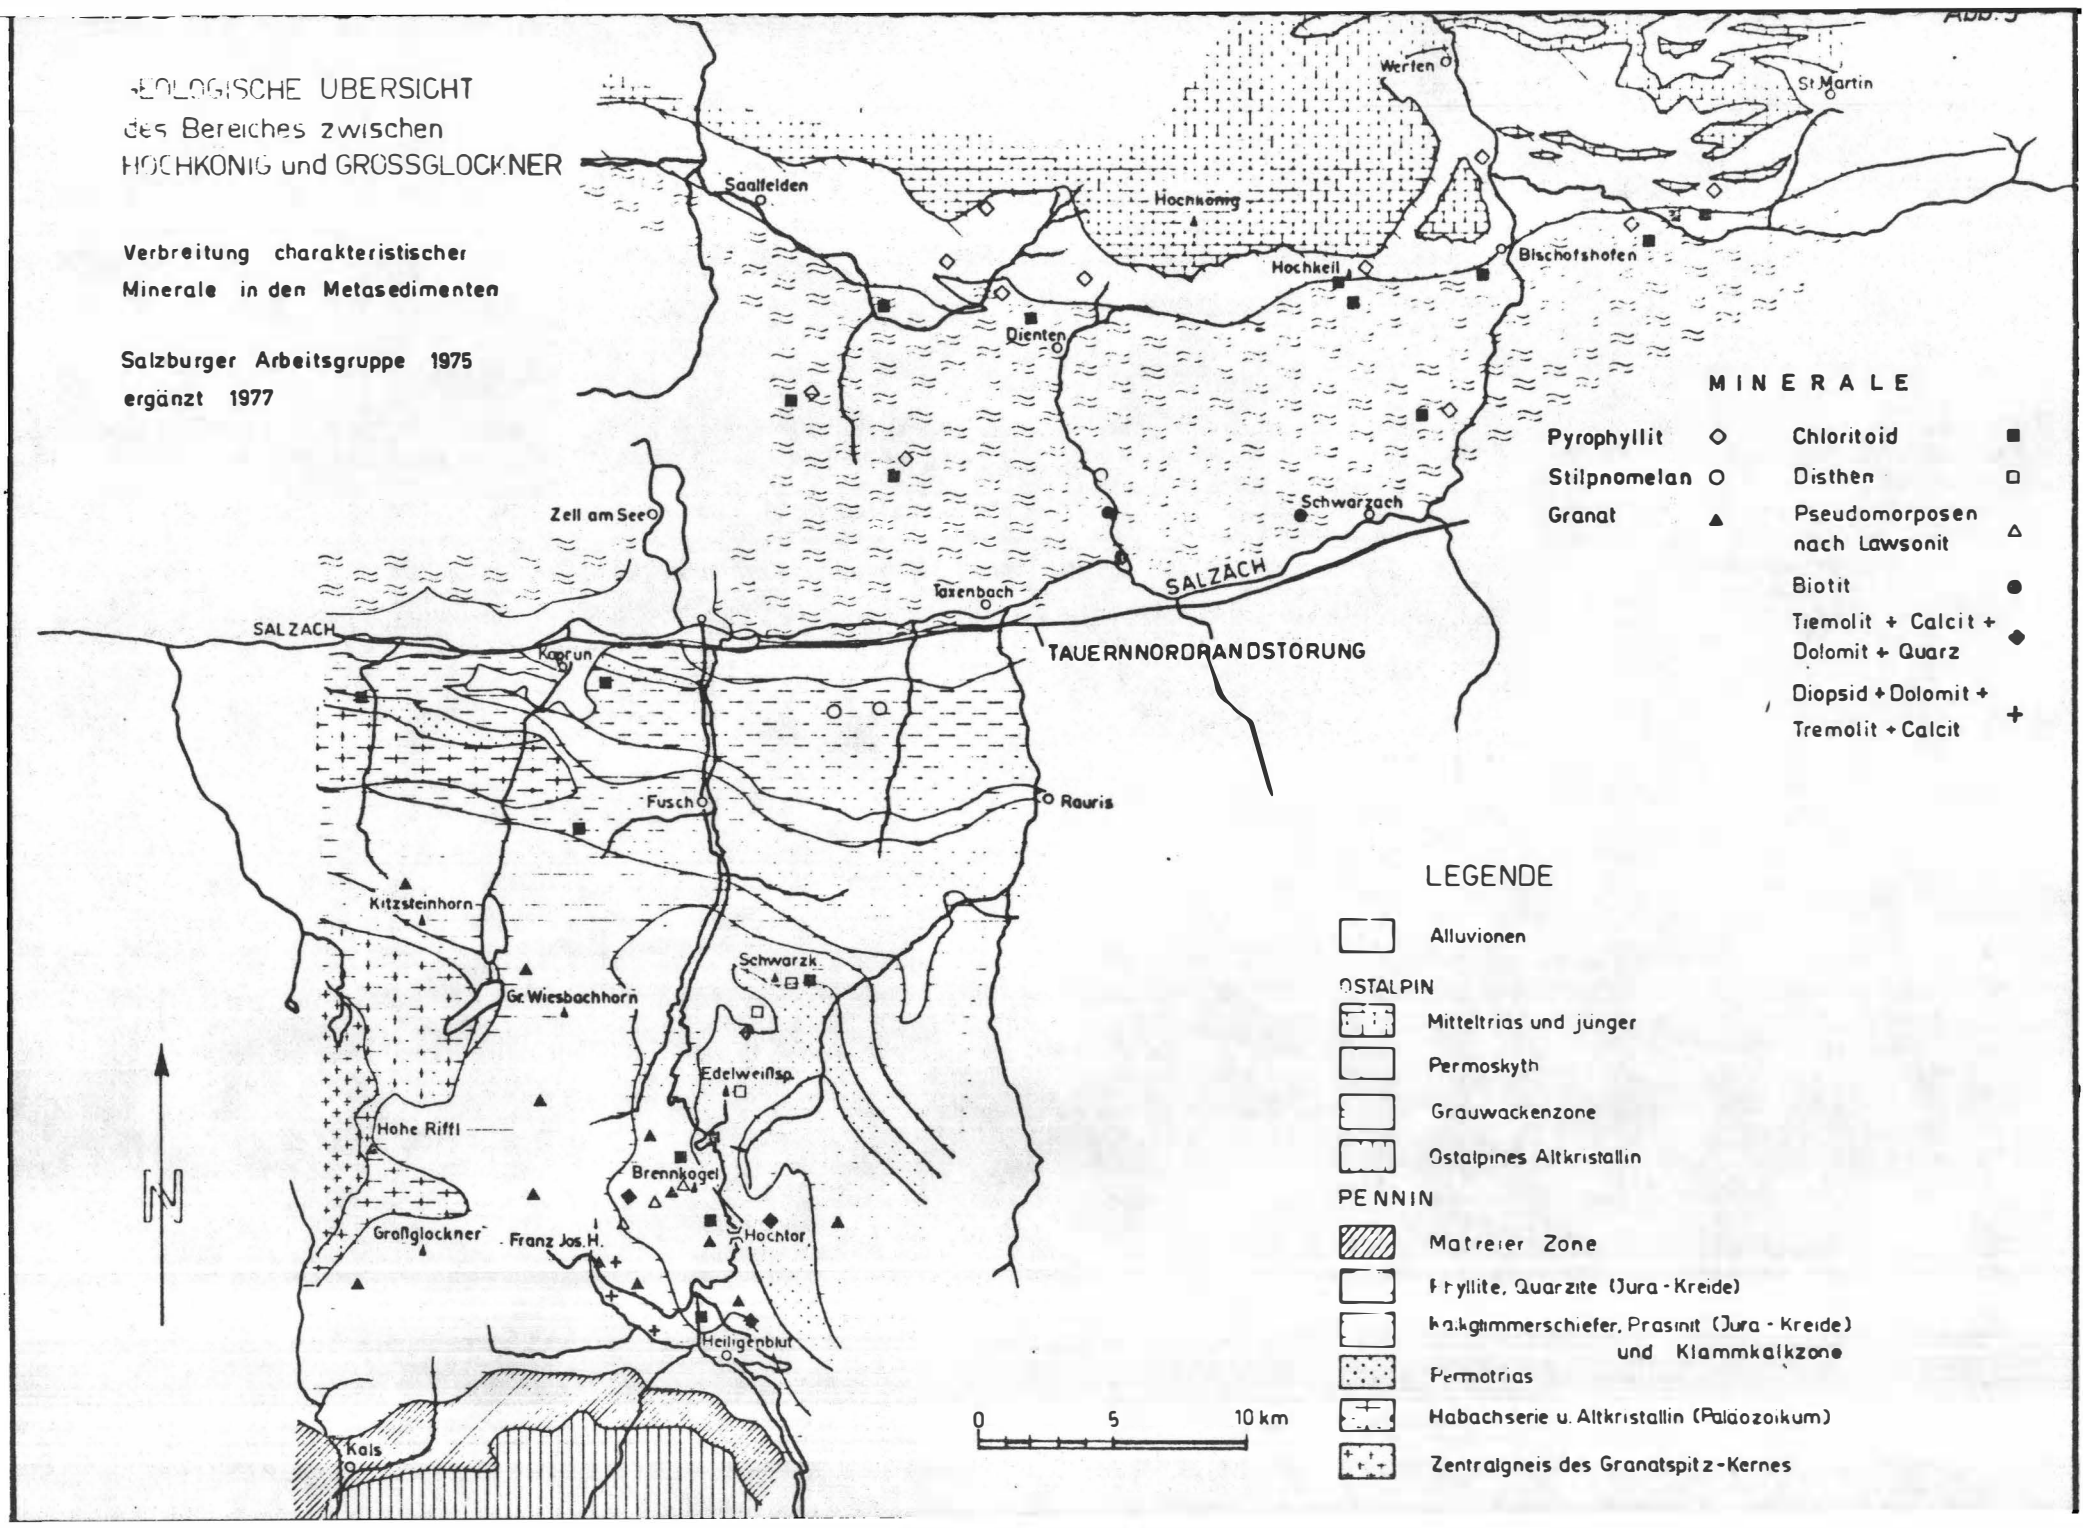 Abb. 5
GEOLOGISCHE UBERSICHT
des Bereiches zwischen
HOCHKONIG und GROSSGLOCKNER
Verbreitung charakteristischer
Minerale in den Metasedimenten
Salzburger Arbeitsgruppe 1975
ergänzt 1977
Werfen
St. Martin
Saalfelden
Hochkönig
Hochkeil
Bischofshofen
Dienten
Zell am See
Schwarzach
Taxenbach
SALZACH
SALZACH
Kaprun
TAUERNNORDRANDSTORUNG
Fusch
Rauris
Kitzsteinhorn
Schwarzk.
Gr. Wiesbachhorn
Edelweißsp.
Hohe Riffl
Brennkogel
Großglockner
Franz Jos. H.
Hochtor
Heiligenblut
Kals
N
0 5 10 km
MINERALE
Pyrophyllit
Stilpnomelan
Granat
Chloritoid
Disthen
Pseudomorposen
nach Lawsonit
Biotit
Tremolit + Calcit +
Dolomit + Quarz
Diopsid + Dolomit +
Tremolit + Calcit
LEGENDE
Alluvionen
OSTALPIN
Mitteltrias und junger
Permoskyth
Grauwackenzone
Ostalpines Altkristallin
PENNIN
Matreier Zone
Phyllite, Quarzite (Jura - Kreide)
Kalkglimmerschiefer, Prasinit (Jura - Kreide)
und Klammkalkzone
Permotrias
Habachserie u. Altkristallin (Paläozoikum)
Zentralgneis des Granatspitz-Kernes